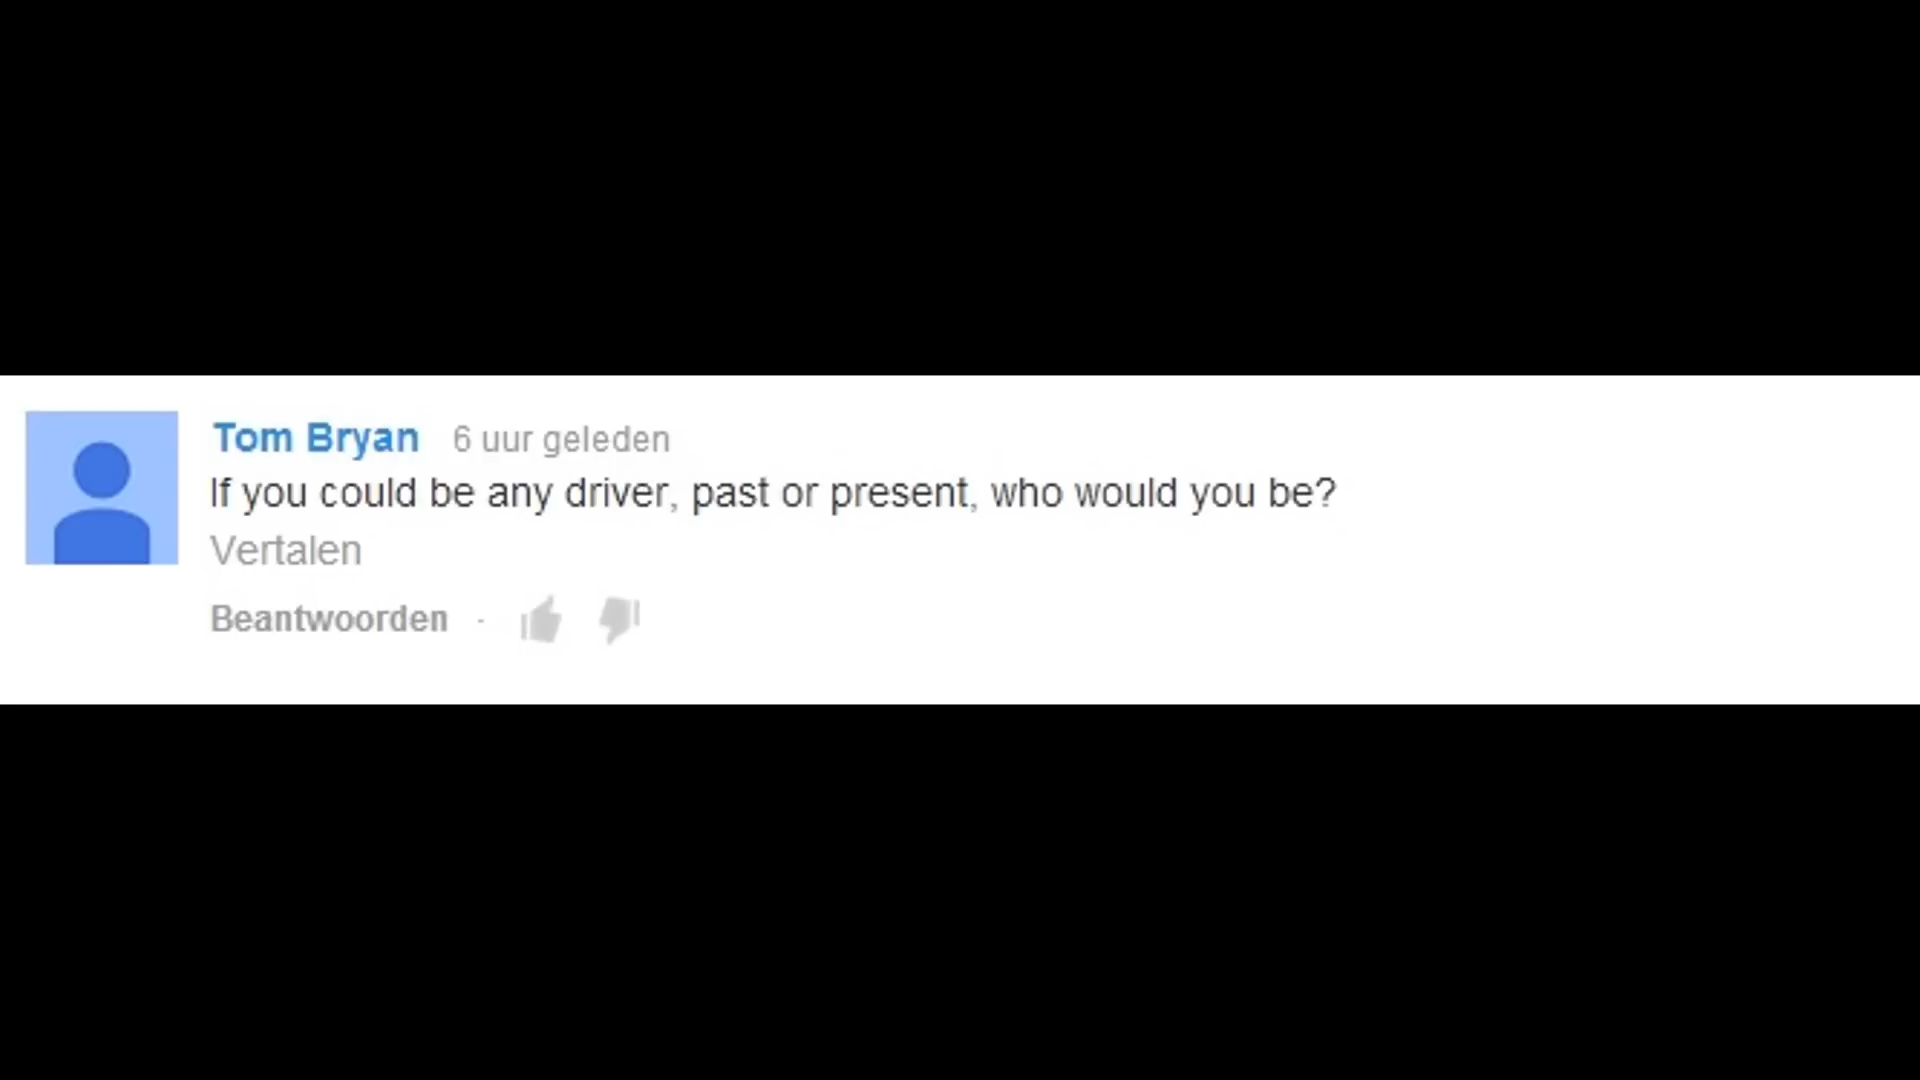 Tom Bryan 6 uur geleden
If you could be any driver, past or present, who would you be?
Vertalen
Beantwoorden ·